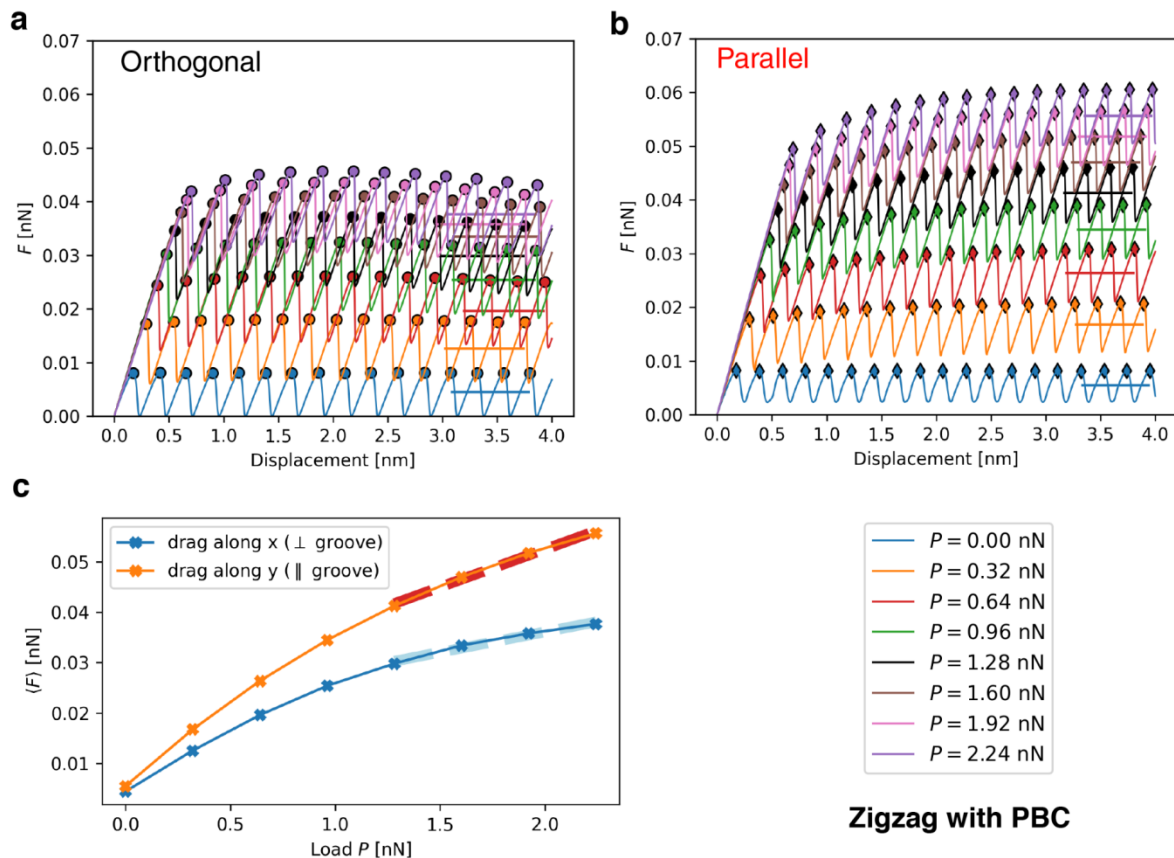 a
Orthogonal
0.07
0.06
0.05
0.04
0.03
0.02
0.01
0.00
F [nN]
0.0 0.5 1.0 1.5 2.0 2.5 3.0 3.5 4.0
Displacement [nm]
b
Parallel
0.07
0.06
0.05
0.04
0.03
0.02
0.01
0.00
F [nN]
0.0 0.5 1.0 1.5 2.0 2.5 3.0 3.5 4.0
Displacement [nm]
c
drag along x (⊥ groove)
drag along y (∥ groove)
0.05
0.04
0.03
0.02
0.01
⟨F⟩ [nN]
0.0 0.5 1.0 1.5 2.0
Load P [nN]
P = 0.00 nN
P = 0.32 nN
P = 0.64 nN
P = 0.96 nN
P = 1.28 nN
P = 1.60 nN
P = 1.92 nN
P = 2.24 nN
Zigzag with PBC